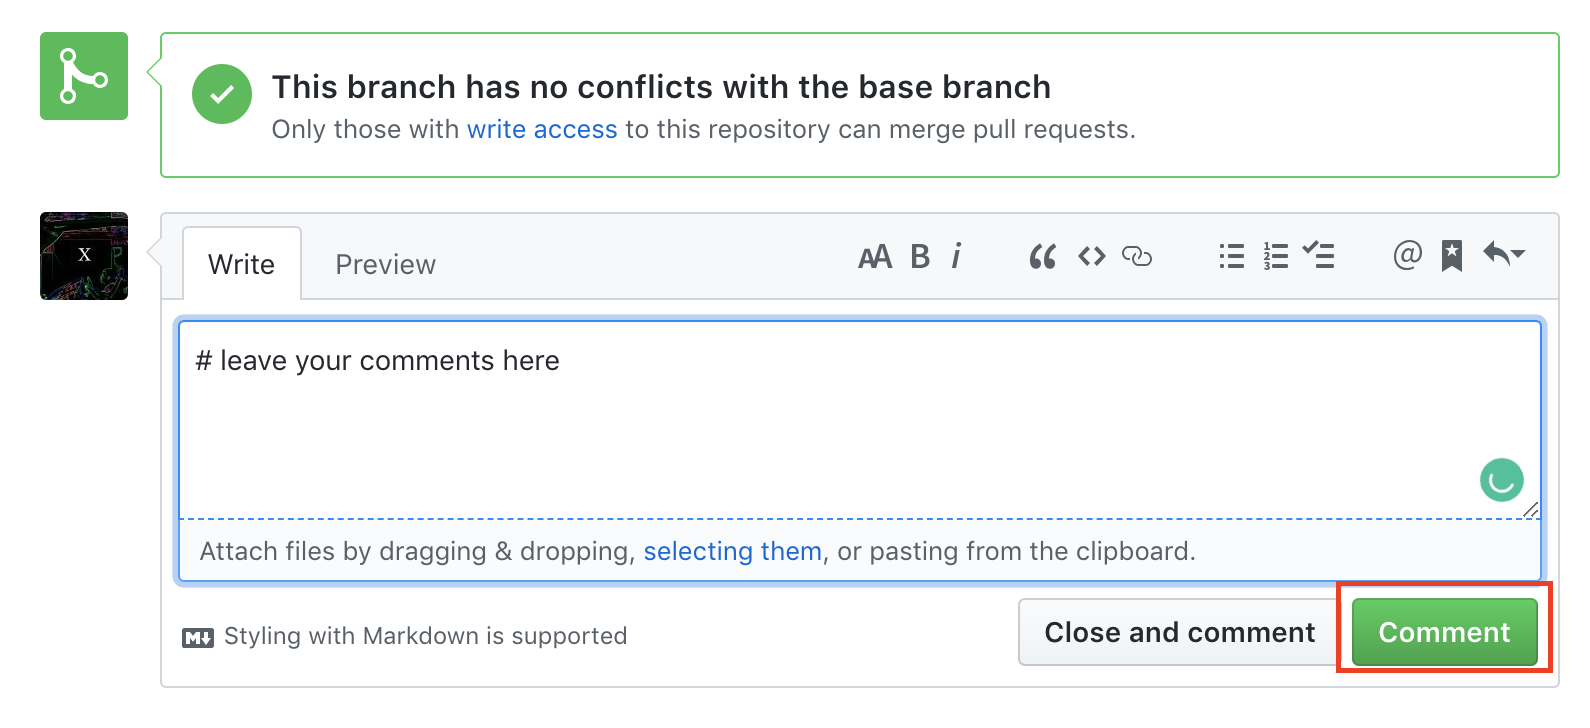 This branch has no conflicts with the base branch
Only those with write access to this repository can merge pull requests.
X
Write Preview AA B i @
# leave your comments here
Attach files by dragging & dropping, selecting them, or pasting from the clipboard.
M Styling with Markdown is supported
Close and comment Comment